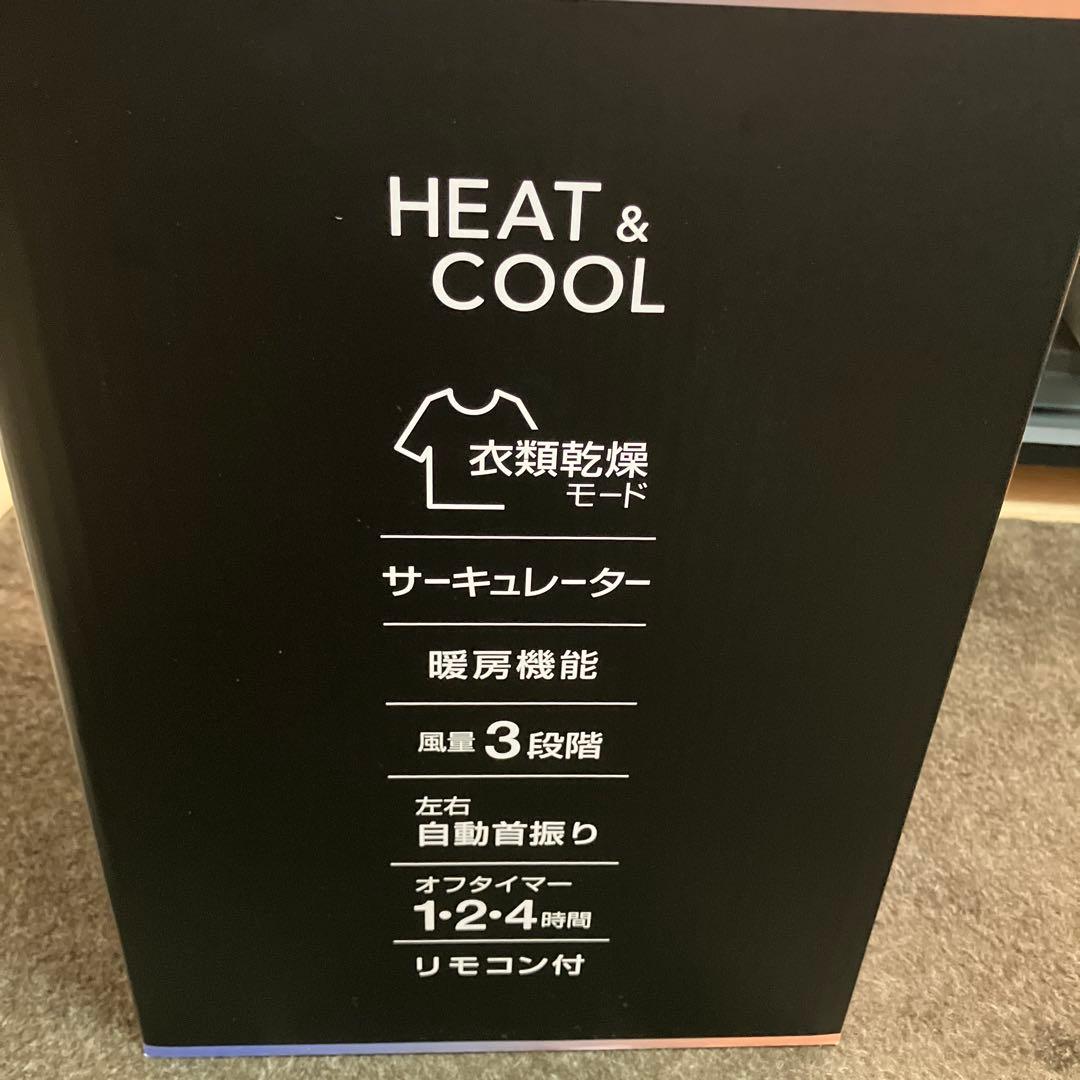 HEAT &
COOL
衣類乾燥
モード
サーキュレーター
暖房機能
風量 3段階
左右
自動首振り
オフタイマー
1・2・4時間
リモコン付